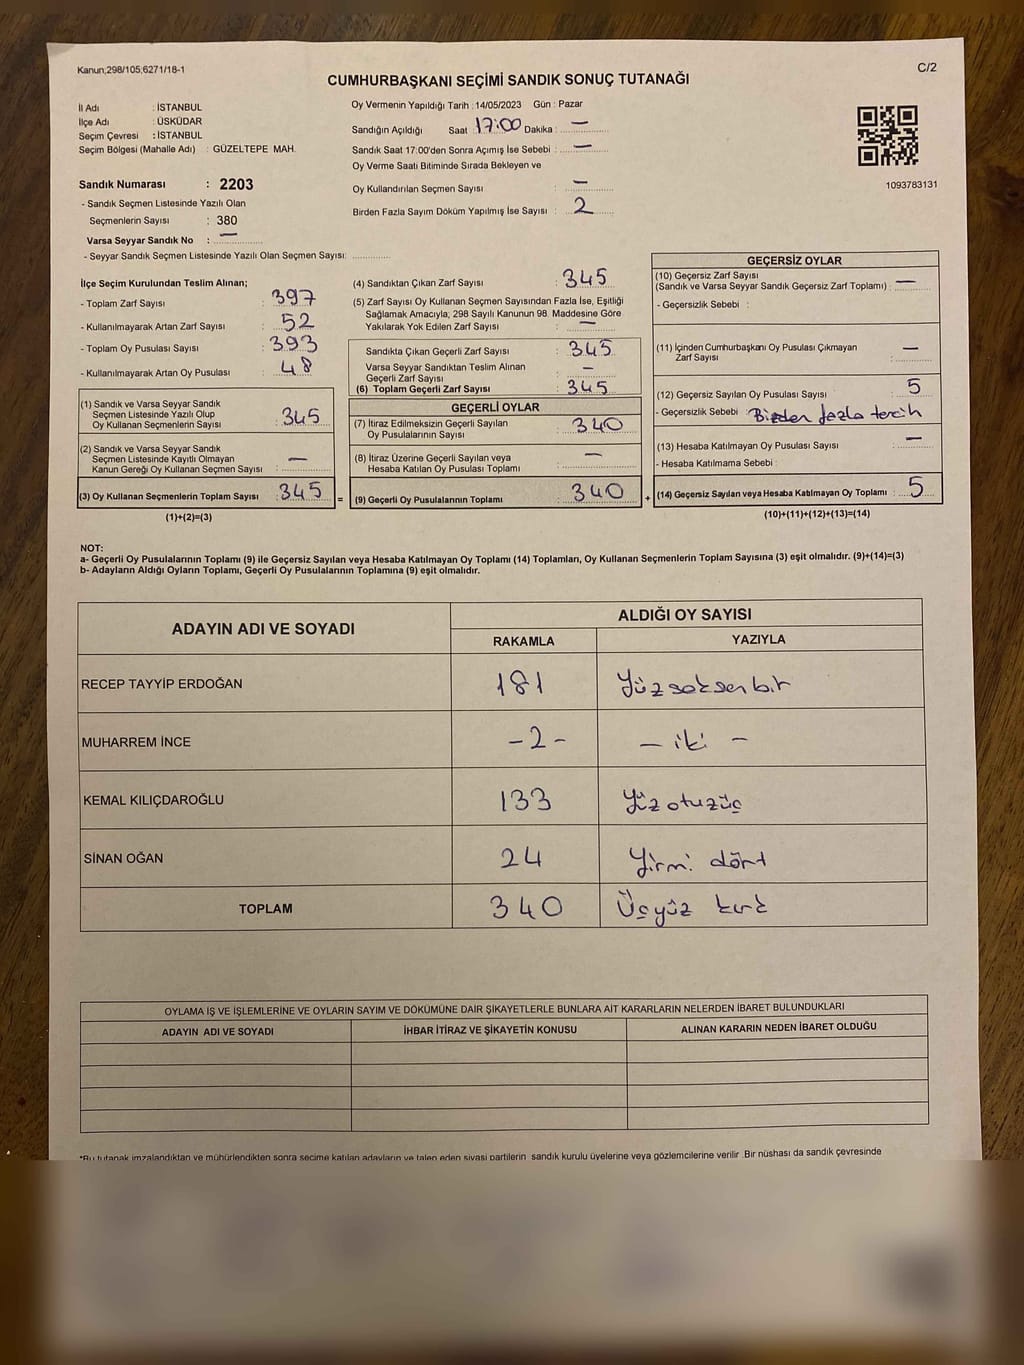 Kanun;298/105;6271/18-1
C/2
CUMHURBAŞKANI SEÇİMİ SANDIK SONUÇ TUTANAĞI
İl Adı : İSTANBUL
İlçe Adı : ÜSKÜDAR
Seçim Çevresi : İSTANBUL
Seçim Bölgesi (Mahalle Adı) : GÜZELTEPE MAH.
Sandık Numarası : 2203
- Sandık Seçmen Listesinde Yazılı Olan
Seçmenlerin Sayısı : 380
Varsa Seyyar Sandık No : —
- Seyyar Sandık Seçmen Listesinde Yazılı Olan Seçmen Sayısı: ............
Oy Vermenin Yapıldığı Tarih : 14/05/2023 Gün : Pazar
Sandığın Açıldığı Saat 17:00 Dakika : —
Sandık Saat 17:00'den Sonra Açımış İse Sebebi : —
Oy Verme Saati Bitiminde Sırada Bekleyen ve
Oy Kullandırılan Seçmen Sayısı : —
Birden Fazla Sayım Döküm Yapılmış İse Sayısı : 2
1093783131
İlçe Seçim Kurulundan Teslim Alınan;
- Toplam Zarf Sayısı : 397
- Kullanılmayarak Artan Zarf Sayısı : 52
- Toplam Oy Pusulası Sayısı : 393
- Kullanılmayarak Artan Oy Pusulası : 48
(1) Sandık ve Varsa Seyyar Sandık
Seçmen Listesinde Yazılı Olup
Oy Kullanan Seçmenlerin Sayısı : 345
(2) Sandık ve Varsa Seyyar Sandık
Seçmen Listesinde Kayıtlı Olmayan
Kanun Gereği Oy Kullanan Seçmen Sayısı : —
(3) Oy Kullanan Seçmenlerin Toplam Sayısı : 345
(1)+(2)=(3)
(4) Sandıktan Çıkan Zarf Sayısı : 345
(5) Zarf Sayısı Oy Kullanan Seçmen Sayısından Fazla İse, Eşitliği
Sağlamak Amacıyla; 298 Sayılı Kanunun 98. Maddesine Göre
Yakılarak Yok Edilen Zarf Sayısı : —
Sandıkta Çıkan Geçerli Zarf Sayısı : 345
Varsa Seyyar Sandıktan Teslim Alınan
Geçerli Zarf Sayısı : —
(6) Toplam Geçerli Zarf Sayısı : 345
GEÇERLİ OYLAR
(7) İtiraz Edilmeksizin Geçerli Sayılan
Oy Pusulalarının Sayısı : 340
(8) İtiraz Üzerine Geçerli Sayılan veya
Hesaba Katılan Oy Pusulası Toplamı : —
= (9) Geçerli Oy Pusulalarının Toplamı : 340
GEÇERSİZ OYLAR
(10) Geçersiz Zarf Sayısı
(Sandık ve Varsa Seyyar Sandık Geçersiz Zarf Toplamı) : —
- Geçersizlik Sebebi :
(11) İçinden Cumhurbaşkanı Oy Pusulası Çıkmayan
Zarf Sayısı : —
(12) Geçersiz Sayılan Oy Pusulası Sayısı : 5
- Geçersizlik Sebebi : Birden fazla tercih
(13) Hesaba Katılmayan Oy Pusulası Sayısı : —
- Hesaba Katılmama Sebebi :
+ (14) Geçersiz Sayılan veya Hesaba Katılmayan Oy Toplamı : 5
(10)+(11)+(12)+(13)=(14)
NOT:
a- Geçerli Oy Pusulalarının Toplamı (9) ile Geçersiz Sayılan veya Hesaba Katılmayan Oy Toplamı (14) Toplamları, Oy Kullanan Seçmenlerin Toplam Sayısına (3) eşit olmalıdır. (9)+(14)=(3)
b- Adayların Aldığı Oyların Toplamı, Geçerli Oy Pusulalarının Toplamına (9) eşit olmalıdır.
ADAYIN ADI VE SOYADI
ALDIĞI OY SAYISI
RAKAMLA YAZIYLA
RECEP TAYYİP ERDOĞAN 181 Yüzseksenbir
MUHARREM İNCE -2- - iki -
KEMAL KILIÇDAROĞLU 133 Yüzotuzüç
SİNAN OĞAN 24 Yirmi dört
TOPLAM 340 Üçyüz kırk
OYLAMA İŞ VE İŞLEMLERİNE VE OYLARIN SAYIM VE DÖKÜMÜNE DAİR ŞİKAYETLERLE BUNLARA AİT KARARLARIN NELERDEN İBARET BULUNDUKLARI
ADAYIN ADI VE SOYADI İHBAR İTİRAZ VE ŞİKAYETİN KONUSU ALINAN KARARIN NEDEN İBARET OLDUĞU
*Bu tutanak imzalandıktan ve mühürlendikten sonra seçime katılan adayların ve talep eden siyasi partilerin sandık kurulu üyelerine veya gözlemcilerine verilir. Bir nüshası da sandık çevresinde